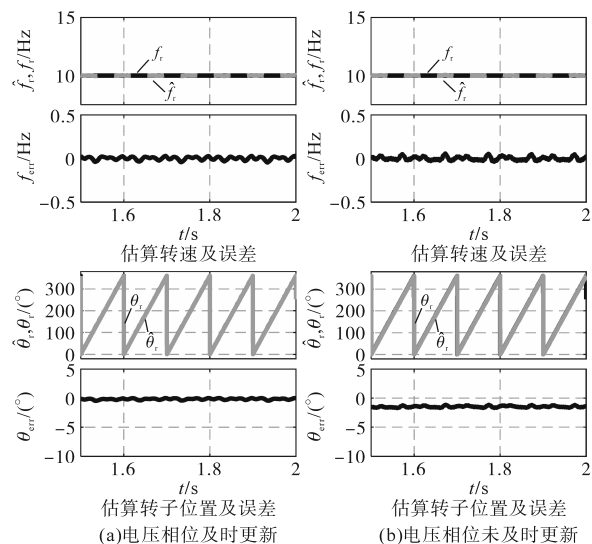 15
10
f̂r, fr/Hz
fr
f̂r
0.5
0
-0.5
ferr/Hz
1.6 1.8 2
t/s
估算转速及误差
300
200
100
0
θ̂r, θr/(°)
θr
θ̂r
5
0
-5
-10
θerr/(°)
1.6 1.8 2
t/s
估算转子位置及误差
(a)电压相位及时更新
15
10
f̂r, fr/Hz
fr
f̂r
0.5
0
-0.5
ferr/Hz
1.6 1.8 2
t/s
估算转速及误差
300
200
100
0
θ̂r, θr/(°)
θr
θ̂r
5
0
-5
-10
θerr/(°)
1.6 1.8 2
t/s
估算转子位置及误差
(b)电压相位未及时更新